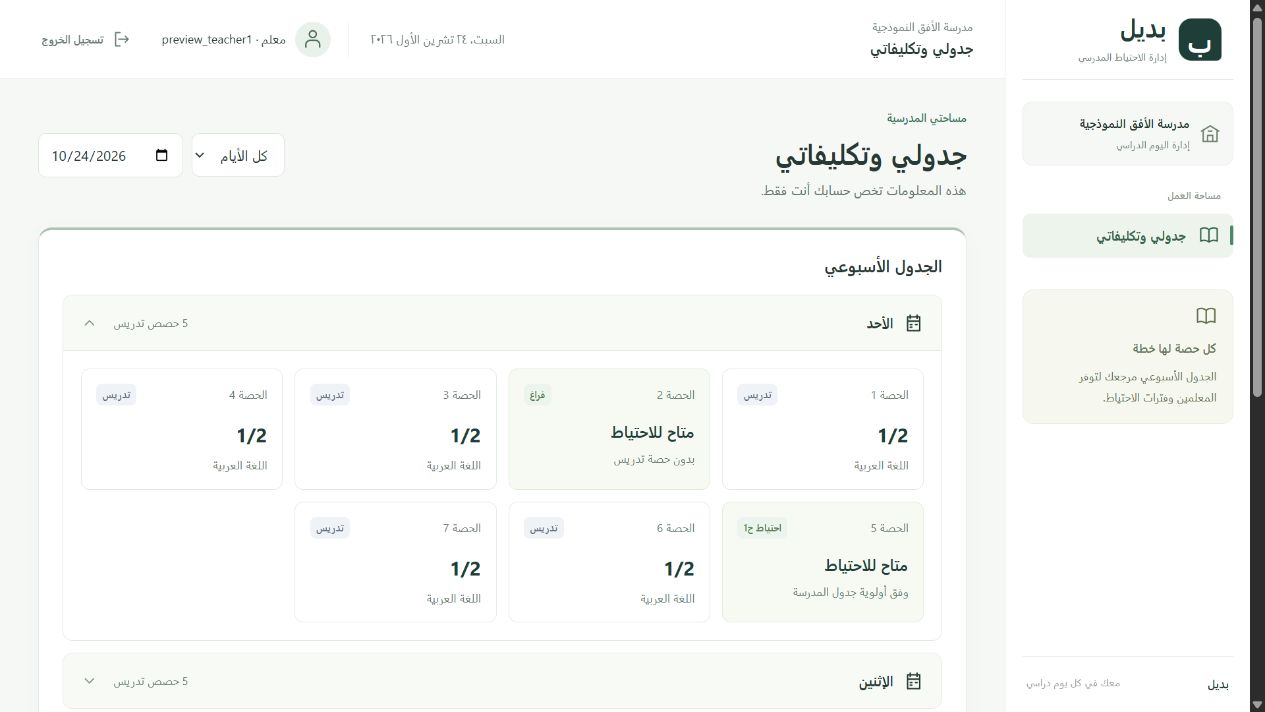 بديل
إدارة الاحتياط المدرسي
ب
مدرسة الأفق النموذجية
إدارة اليوم الدراسي
مساحة العمل
جدولي وتكليفاتي
كل حصة لها خطة
الجدول الأسبوعي مرجعك لتوفر
المعلمين وفترات الاحتياط.
بديل
معك في كل يوم دراسي
مدرسة الأفق النموذجية
جدولي وتكليفاتي
السبت، ٢٤ تشرين الأول ٢٠٢٦
معلم · preview_teacher1
تسجيل الخروج
مساحتي المدرسية
جدولي وتكليفاتي
هذه المعلومات تخص حسابك أنت فقط.
كل الأيام
10/24/2026
الجدول الأسبوعي
الأحد
5 حصص تدريس
الحصة 1
تدريس
1/2
اللغة العربية
الحصة 2
فراغ
متاح للاحتياط
بدون حصة تدريس
الحصة 3
تدريس
1/2
اللغة العربية
الحصة 4
تدريس
1/2
اللغة العربية
الحصة 5
احتياط ح1
متاح للاحتياط
وفق أولوية جدول المدرسة
الحصة 6
تدريس
1/2
اللغة العربية
الحصة 7
تدريس
1/2
اللغة العربية
الإثنين
5 حصص تدريس